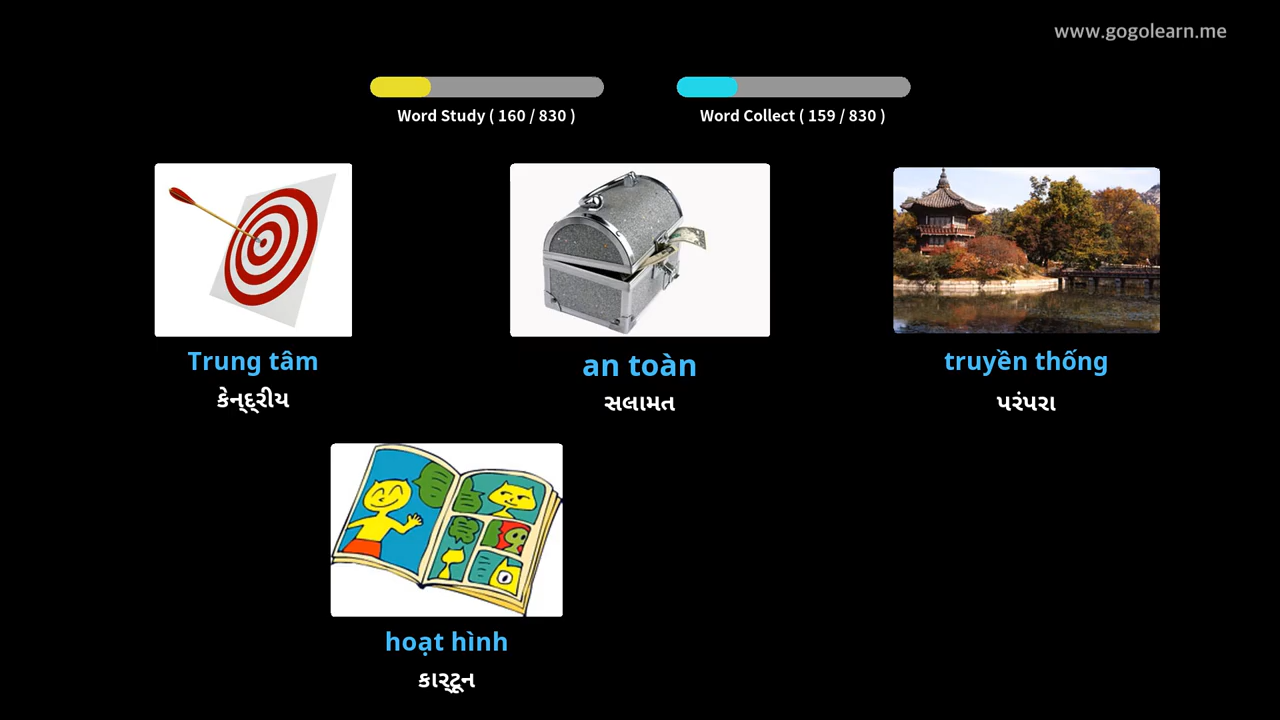 www.gogolearn.me
Word Study ( 160 / 830 )
Word Collect ( 159 / 830 )
Trung tâm
કેન્દ્રીય
an toàn
સલામત
truyền thống
પરંપરા
hoạt hình
કાર્ટૂન